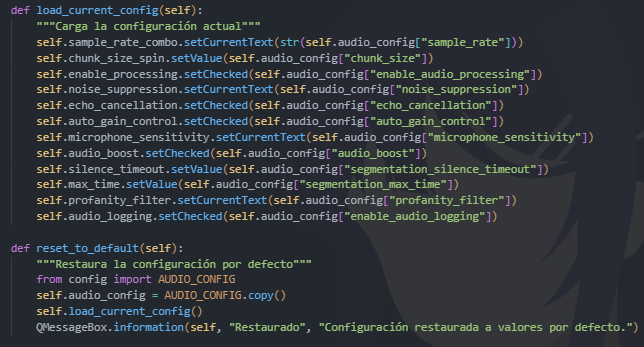 def load_current_config(self):
    """Carga la configuración actual"""
    self.sample_rate_combo.setCurrentText(str(self.audio_config["sample_rate"]))
    self.chunk_size_spin.setValue(self.audio_config["chunk_size"])
    self.enable_processing.setChecked(self.audio_config["enable_audio_processing"])
    self.noise_suppression.setCurrentText(self.audio_config["noise_suppression"])
    self.echo_cancellation.setChecked(self.audio_config["echo_cancellation"])
    self.auto_gain_control.setChecked(self.audio_config["auto_gain_control"])
    self.microphone_sensitivity.setCurrentText(self.audio_config["microphone_sensitivity"])
    self.audio_boost.setChecked(self.audio_config["audio_boost"])
    self.silence_timeout.setValue(self.audio_config["segmentation_silence_timeout"])
    self.max_time.setValue(self.audio_config["segmentation_max_time"])
    self.profanity_filter.setCurrentText(self.audio_config["profanity_filter"])
    self.audio_logging.setChecked(self.audio_config["enable_audio_logging"])

def reset_to_default(self):
    """Restaura la configuración por defecto"""
    from config import AUDIO_CONFIG
    self.audio_config = AUDIO_CONFIG.copy()
    self.load_current_config()
    QMessageBox.information(self, "Restaurado", "Configuración restaurada a valores por defecto.")